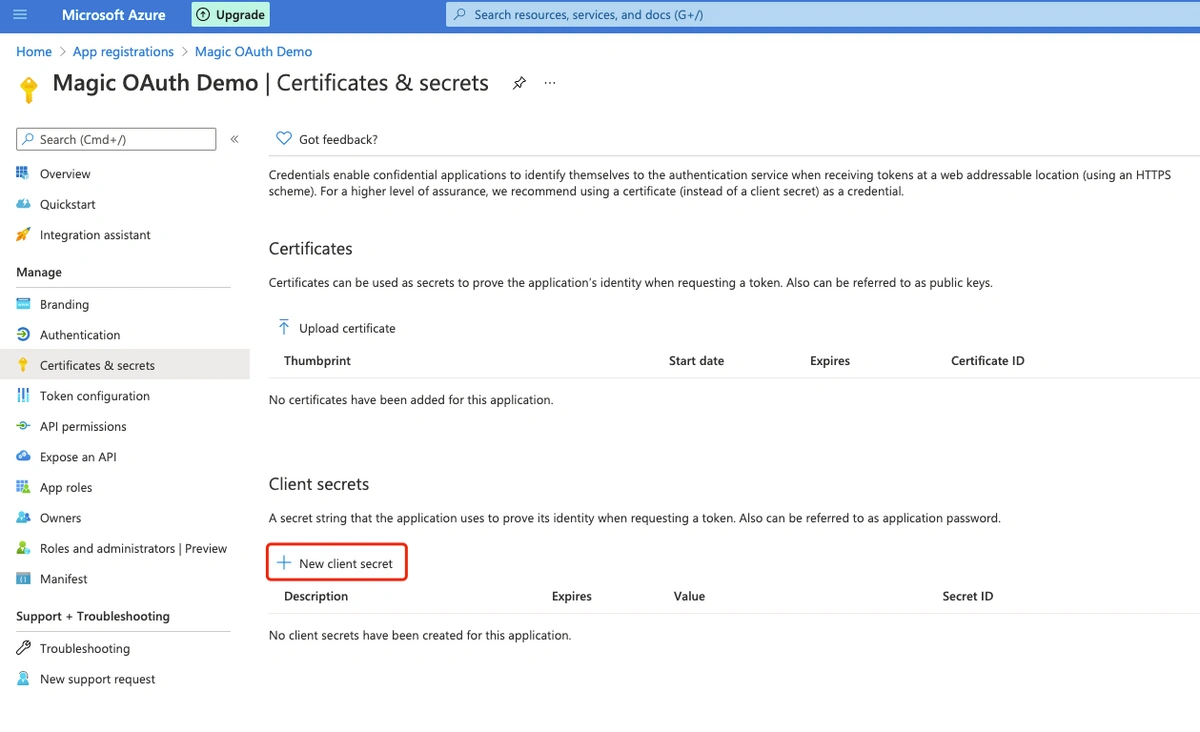 Microsoft Azure
Upgrade
Search resources, services, and docs (G+/)
Home > App registrations > Magic OAuth Demo
Magic OAuth Demo | Certificates & secrets
...
Search (Cmd+/)
«
Overview
Quickstart
Integration assistant
Manage
Branding
Authentication
Certificates & secrets
Token configuration
API permissions
Expose an API
App roles
Owners
Roles and administrators | Preview
Manifest
Support + Troubleshooting
Troubleshooting
New support request
Got feedback?
Credentials enable confidential applications to identify themselves to the authentication service when receiving tokens at a web addressable location (using an HTTPS
scheme). For a higher level of assurance, we recommend using a certificate (instead of a client secret) as a credential.
Certificates
Certificates can be used as secrets to prove the application's identity when requesting a token. Also can be referred to as public keys.
Upload certificate
Thumbprint Start date Expires Certificate ID
No certificates have been added for this application.
Client secrets
A secret string that the application uses to prove its identity when requesting a token. Also can be referred to as application password.
New client secret
Description Expires Value Secret ID
No client secrets have been created for this application.